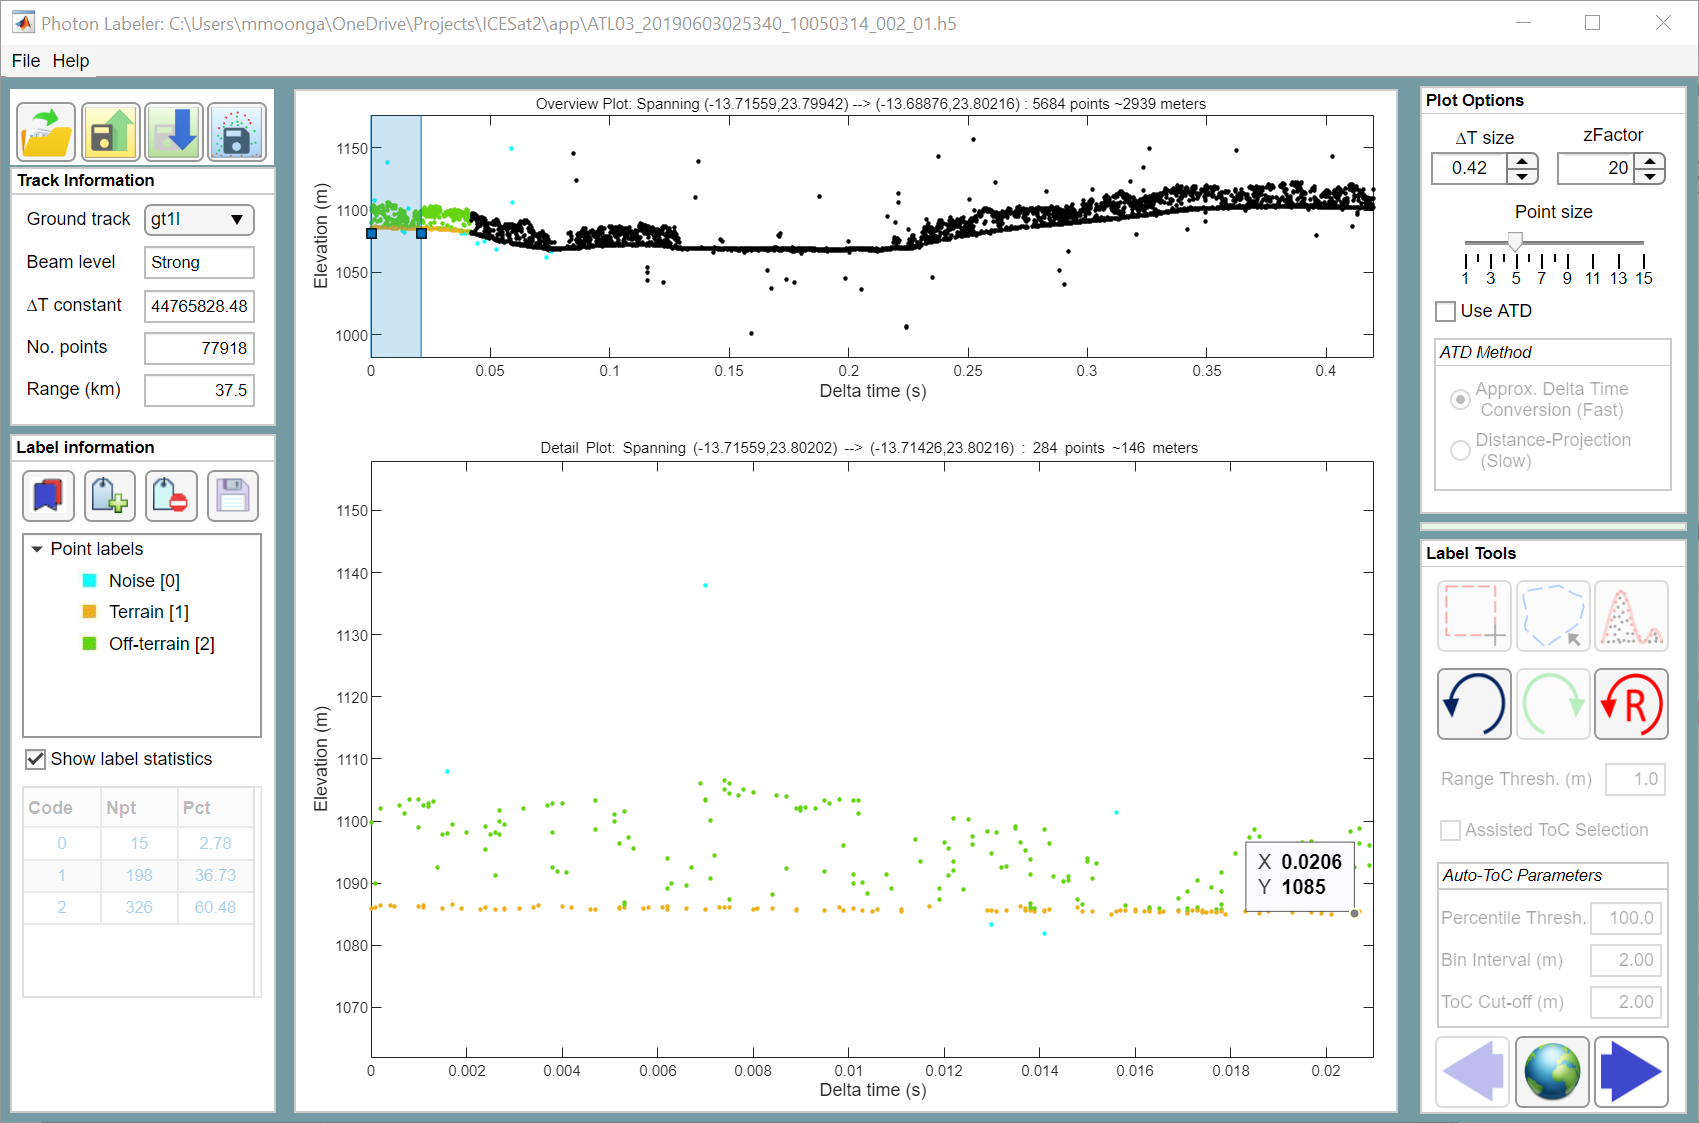 Photon Labeler: C:\Users\mmoonga\OneDrive\Projects\ICESat2\app\ATL03_20190603025340_10050314_002_01.h5
File Help
Track Information
Ground track gt1l
Beam level Strong
ΔT constant 44765828.48
No. points 77918
Range (km) 37.5
Label information
Point labels
Noise [0]
Terrain [1]
Off-terrain [2]
Show label statistics
Code Npt Pct
0 15 2.78
1 198 36.73
2 326 60.48
Overview Plot: Spanning (-13.71559,23.79942) --> (-13.68876,23.80216) : 5684 points ~2939 meters
Elevation (m)
1150
1100
1050
1000
0 0.05 0.1 0.15 0.2 0.25 0.3 0.35 0.4
Delta time (s)
Detail Plot: Spanning (-13.71559,23.80202) --> (-13.71426,23.80216) : 284 points ~146 meters
Elevation (m)
1150
1140
1130
1120
1110
1100
1090
1080
1070
X 0.0206
Y 1085
0 0.002 0.004 0.006 0.008 0.01 0.012 0.014 0.016 0.018 0.02
Delta time (s)
Plot Options
ΔT size zFactor
0.42 20
Point size
1 3 5 7 9 11 13 15
Use ATD
ATD Method
Approx. Delta Time
Conversion (Fast)
Distance-Projection
(Slow)
Label Tools
R
Range Thresh. (m) 1.0
Assisted ToC Selection
Auto-ToC Parameters
Percentile Thresh. 100.0
Bin Interval (m) 2.00
ToC Cut-off (m) 2.00